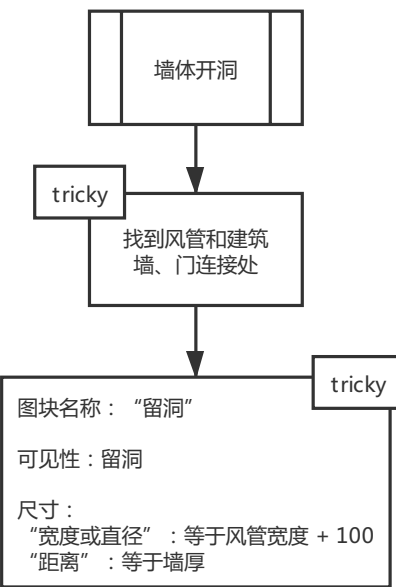 墙体开洞
tricky
找到风管和建筑
墙、门连接处
tricky
图块名称：“留洞”
可见性：留洞
尺寸：
“宽度或直径”：等于风管宽度 + 100
“距离”：等于墙厚